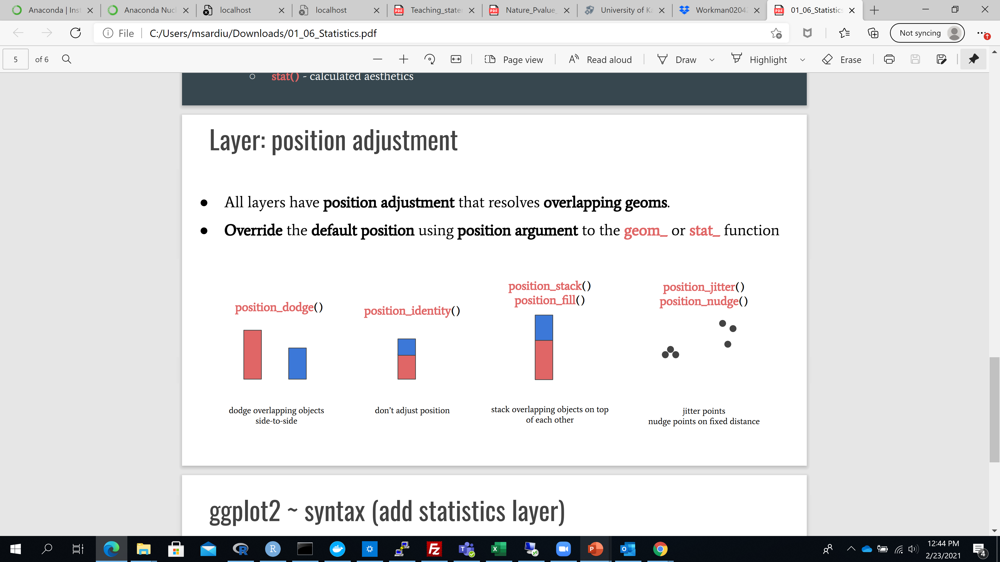 Anaconda | Inst
Anaconda Nucl
localhost
localhost
Teaching_state
Nature_Pvalue_
University of Ka
Workman0204
01_06_Statistics
File
C:/Users/msardiu/Downloads/01_06_Statistics.pdf
Not syncing
5 of 6
Page view
Read aloud
Draw
Highlight
Erase
stat() - calculated aesthetics
Layer: position adjustment
● All layers have position adjustment that resolves overlapping geoms.
● Override the default position using position argument to the geom_ or stat_ function
position_dodge()
dodge overlapping objects
side-to-side
position_identity()
don’t adjust position
position_stack()
position_fill()
stack overlapping objects on top
of each other
position_jitter()
position_nudge()
jitter points
nudge points on fixed distance
ggplot2 ~ syntax (add statistics layer)
12:44 PM
2/23/2021
4